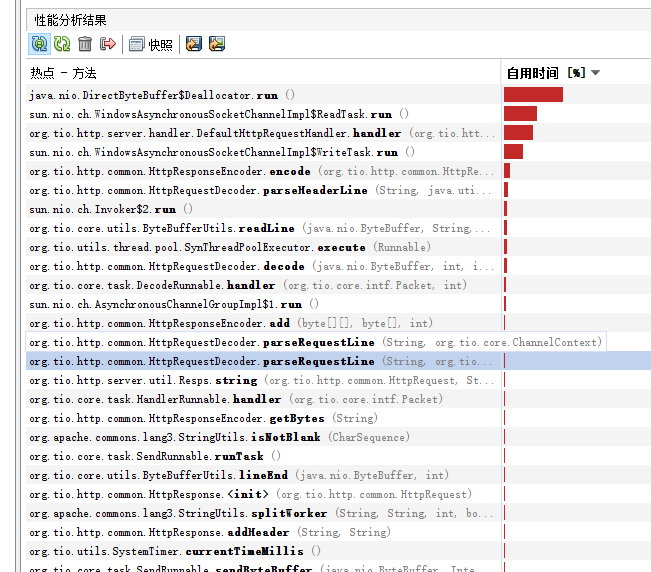 性能分析结果
快照
热点 - 方法 自用时间 [%]
java.nio.DirectByteBuffer$Deallocator.run ()
sun.nio.ch.WindowsAsynchronousSocketChannelImpl$ReadTask.run ()
org.tio.http.server.handler.DefaultHttpRequestHandler.handler (org.tio.htt...
sun.nio.ch.WindowsAsynchronousSocketChannelImpl$WriteTask.run ()
org.tio.http.common.HttpResponseEncoder.encode (org.tio.http.common.HttpRe...
org.tio.http.common.HttpRequestDecoder.parseHeaderLine (String, java.uti...
sun.nio.ch.Invoker$2.run ()
org.tio.core.utils.ByteBufferUtils.readLine (java.nio.ByteBuffer, String,...
org.tio.utils.thread.pool.SynThreadPoolExecutor.execute (Runnable)
org.tio.http.common.HttpRequestDecoder.decode (java.nio.ByteBuffer, int, i...
org.tio.core.task.DecodeRunnable.handler (org.tio.core.intf.Packet, int)
sun.nio.ch.AsynchronousChannelGroupImpl$1.run ()
org.tio.http.common.HttpResponseEncoder.add (byte[][], byte[], int)
org.tio.http.common.HttpRequestDecoder.parseRequestLine (String, org.tio.core.ChannelContext)
org.tio.http.common.HttpRequestDecoder.parseRequestLine (String, org.tio...
org.tio.http.server.util.Resps.string (org.tio.http.common.HttpRequest, St...
org.tio.core.task.HandlerRunnable.handler (org.tio.core.intf.Packet)
org.tio.http.common.HttpResponseEncoder.getBytes (String)
org.apache.commons.lang3.StringUtils.isNotBlank (CharSequence)
org.tio.core.task.SendRunnable.runTask ()
org.tio.core.utils.ByteBufferUtils.lineEnd (java.nio.ByteBuffer, int)
org.tio.http.common.HttpResponse.<init> (org.tio.http.common.HttpRequest)
org.apache.commons.lang3.StringUtils.splitWorker (String, String, int, bo...
org.tio.http.common.HttpResponse.addHeader (String, String)
org.tio.utils.SystemTimer.currentTimeMillis ()
org.tio.core.task.SendRunnable.sendByteBuffer (java.nio.ByteBuffer, Inte...